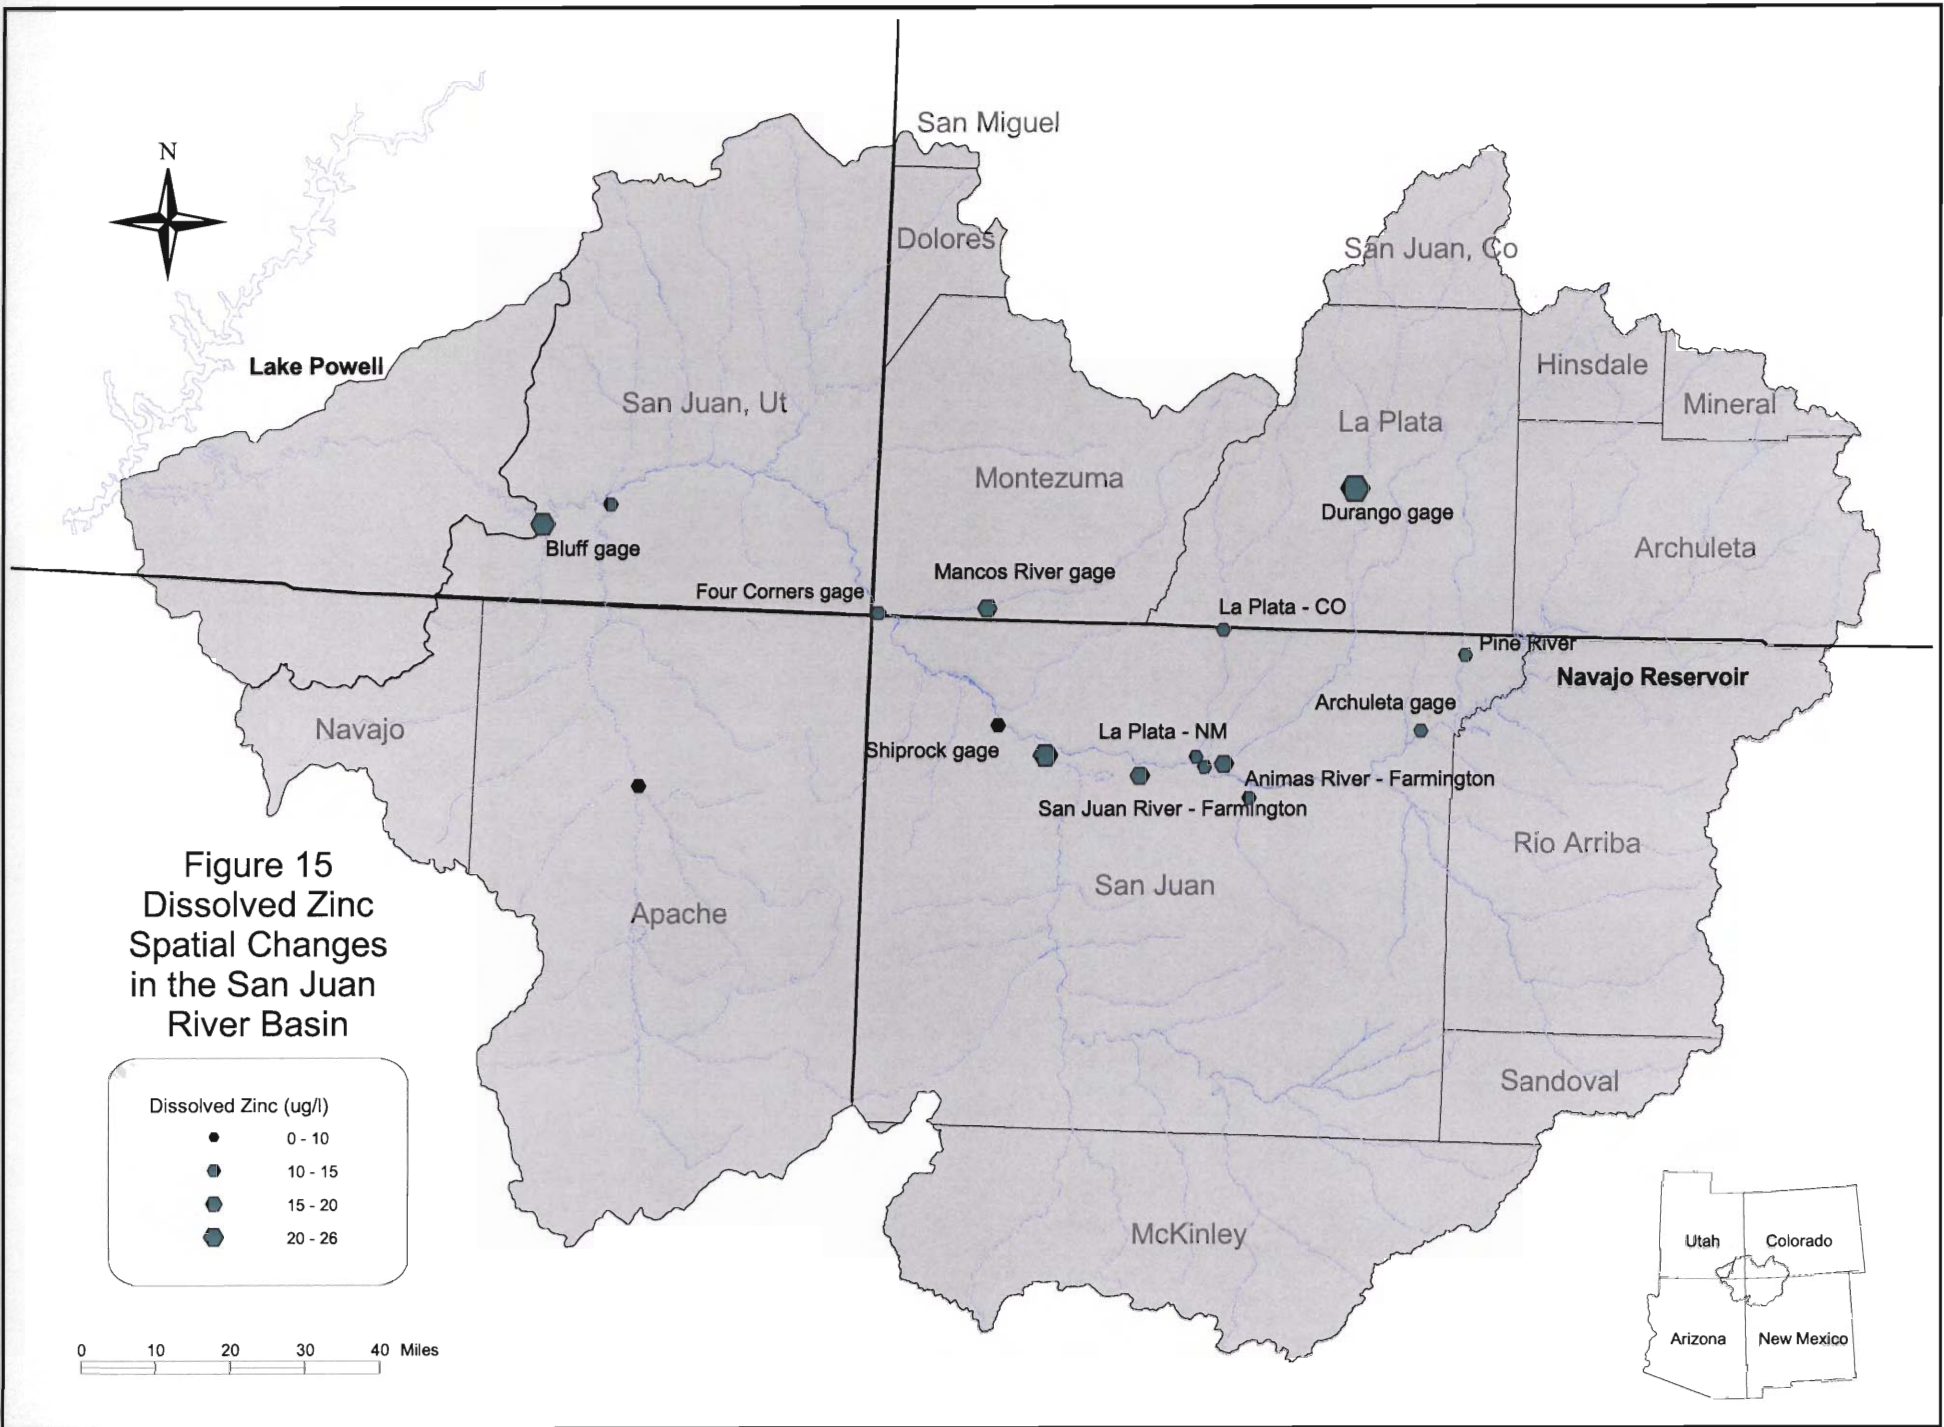 N
San Miguel
Dolores
San Juan, Co
Lake Powell
San Juan, Ut
Hinsdale
Mineral
La Plata
Montezuma
Durango gage
Archuleta
Bluff gage
Mancos River gage
Four Corners gage
La Plata - CO
Pine River
Navajo Reservoir
Archuleta gage
Navajo
La Plata - NM
Shiprock gage
Animas River - Farmington
San Juan River - Farmington
Rio Arriba
San Juan
Apache
Figure 15
Dissolved Zinc
Spatial Changes
in the San Juan
River Basin
Sandoval
McKinley
Dissolved Zinc (ug/l)
0 - 10
10 - 15
15 - 20
20 - 26
0 10 20 30 40 Miles
Utah Colorado
Arizona New Mexico